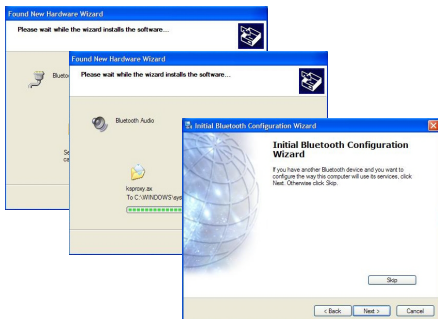 Found New Hardware Wizard
Please wait while the wizard installs the software...
Found New Hardware Wizard
Please wait while the wizard installs the software...
Bluetooth Audio
ksproxy.ax
To C:\WINDOWS\sys
Initial Bluetooth Configuration Wizard
Initial Bluetooth Configuration
Wizard
If you have another Bluetooth device and you want to
configure the way this computer will use its services, click
Next. Otherwise click Skip.
Skip
< Back Next > Cancel